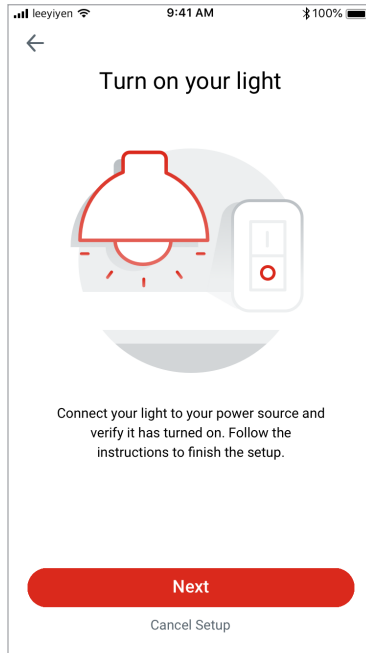 leeyiyen 9:41 AM 100%
Turn on your light
Connect your light to your power source and
verify it has turned on. Follow the
instructions to finish the setup.
Next
Cancel Setup